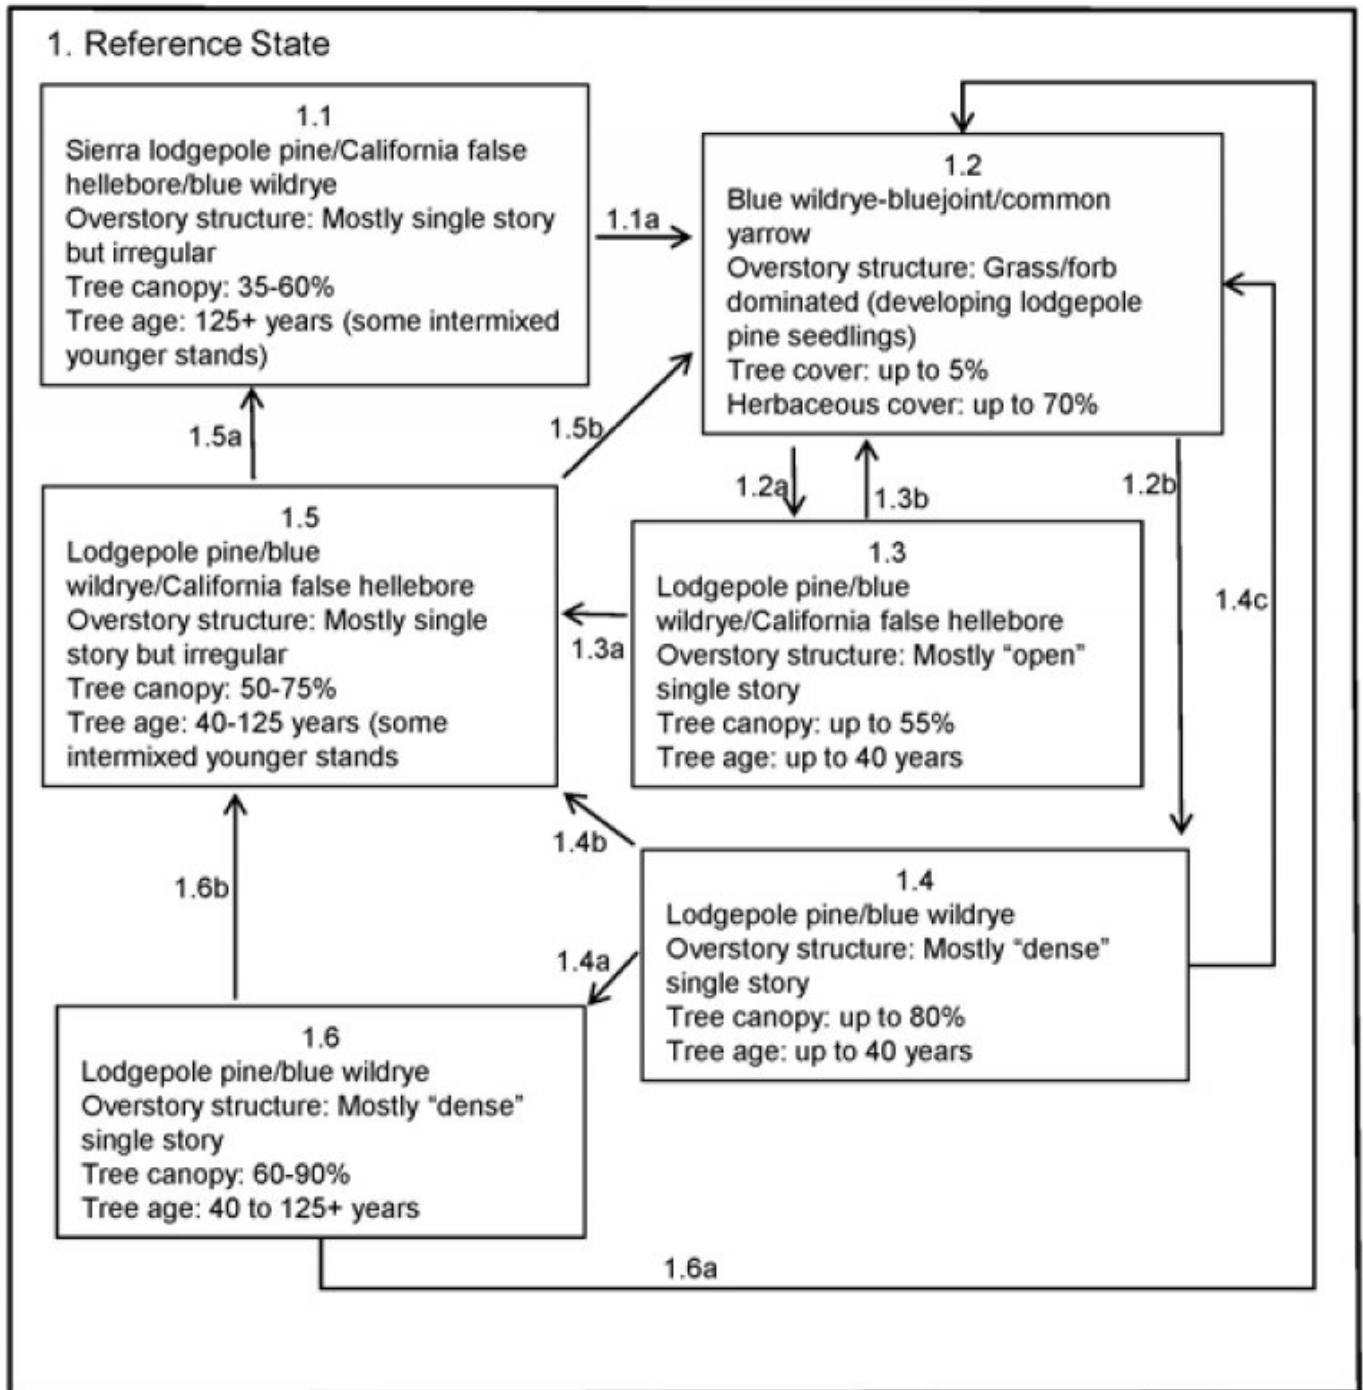 1. Reference State
1.1
Sierra lodgepole pine/California false
hellebore/blue wildrye
Overstory structure: Mostly single story
but irregular
Tree canopy: 35-60%
Tree age: 125+ years (some intermixed
younger stands)
1.1a
1.2
Blue wildrye-bluejoint/common
yarrow
Overstory structure: Grass/forb
dominated (developing lodgepole
pine seedlings)
Tree cover: up to 5%
Herbaceous cover: up to 70%
1.5a
1.5b
1.2a
1.3b
1.2b
1.5
Lodgepole pine/blue
wildrye/California false hellebore
Overstory structure: Mostly single
story but irregular
Tree canopy: 50-75%
Tree age: 40-125 years (some
intermixed younger stands
1.3a
1.3
Lodgepole pine/blue
wildrye/California false hellebore
Overstory structure: Mostly “open”
single story
Tree canopy: up to 55%
Tree age: up to 40 years
1.4c
1.4b
1.6b
1.4a
1.4
Lodgepole pine/blue wildrye
Overstory structure: Mostly “dense”
single story
Tree canopy: up to 80%
Tree age: up to 40 years
1.6
Lodgepole pine/blue wildrye
Overstory structure: Mostly “dense”
single story
Tree canopy: 60-90%
Tree age: 40 to 125+ years
1.6a